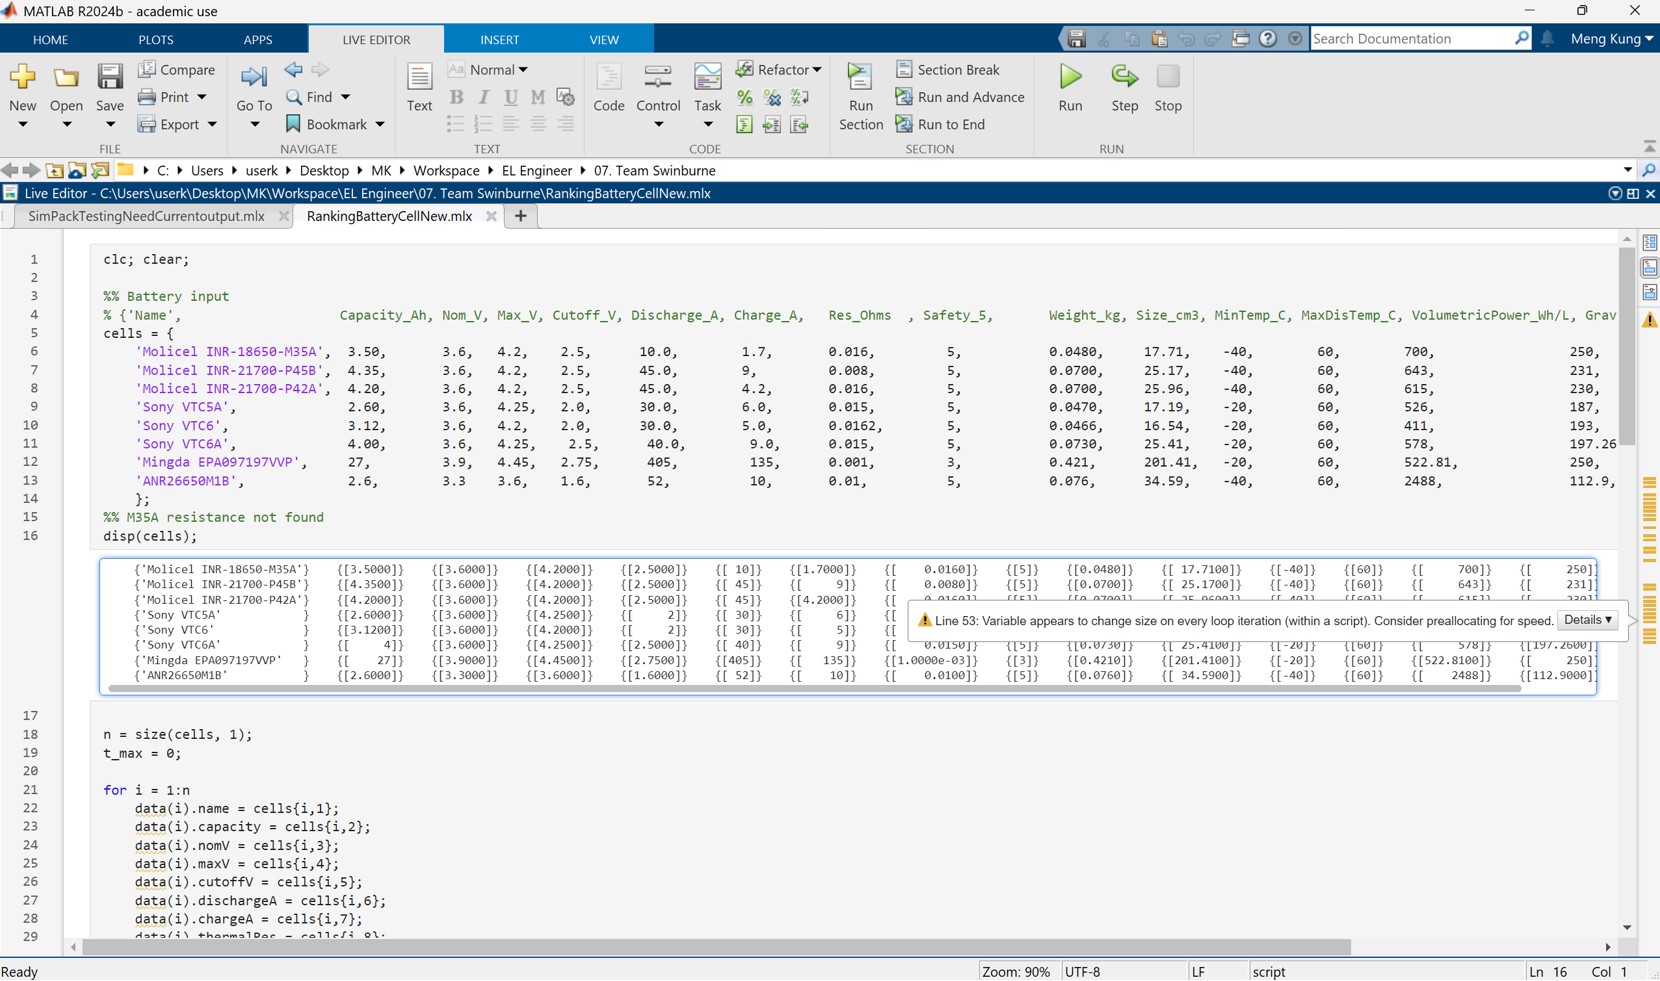 MATLAB R2024b - academic use
HOME PLOTS APPS LIVE EDITOR INSERT VIEW Search Documentation Meng Kung
New Open Save Compare Print Export
FILE
Go To Find Bookmark
NAVIGATE
Text Aa Normal B I U M
TEXT
Code Control Task Refactor
CODE
Run Section Section Break Run and Advance Run to End
SECTION
Run Step Stop
RUN
C: Users userk Desktop MK Workspace EL Engineer 07. Team Swinburne
Live Editor - C:\Users\userk\Desktop\MK\Workspace\EL Engineer\07. Team Swinburne\RankingBatteryCellNew.mlx
SimPackTestingNeedCurrentoutput.mlx RankingBatteryCellNew.mlx +
1 clc; clear;
2
3 %% Battery input
4 % {'Name', Capacity_Ah, Nom_V, Max_V, Cutoff_V, Discharge_A, Charge_A, Res_Ohms , Safety_5, Weight_kg, Size_cm3, MinTemp_C, MaxDisTemp_C, VolumetricPower_Wh/L, Grav
5 cells = {
6 'Molicel INR-18650-M35A', 3.50, 3.6, 4.2, 2.5, 10.0, 1.7, 0.016, 5, 0.0480, 17.71, -40, 60, 700, 250,
7 'Molicel INR-21700-P45B', 4.35, 3.6, 4.2, 2.5, 45.0, 9, 0.008, 5, 0.0700, 25.17, -40, 60, 643, 231,
8 'Molicel INR-21700-P42A', 4.20, 3.6, 4.2, 2.5, 45.0, 4.2, 0.016, 5, 0.0700, 25.96, -40, 60, 615, 230,
9 'Sony VTC5A', 2.60, 3.6, 4.25, 2.0, 30.0, 6.0, 0.015, 5, 0.0470, 17.19, -20, 60, 526, 187,
10 'Sony VTC6', 3.12, 3.6, 4.2, 2.0, 30.0, 5.0, 0.0162, 5, 0.0466, 16.54, -20, 60, 411, 193,
11 'Sony VTC6A', 4.00, 3.6, 4.25, 2.5, 40.0, 9.0, 0.015, 5, 0.0730, 25.41, -20, 60, 578, 197.26
12 'Mingda EPA097197VVP', 27, 3.9, 4.45, 2.75, 405, 135, 0.001, 3, 0.421, 201.41, -20, 60, 522.81, 250,
13 'ANR26650M1B', 2.6, 3.3 3.6, 1.6, 52, 10, 0.01, 5, 0.076, 34.59, -40, 60, 2488, 112.9,
14 };
15 %% M35A resistance not found
16 disp(cells);
{'Molicel INR-18650-M35A'} {[3.5000]} {[3.6000]} {[4.2000]} {[2.5000]} {[ 10]} {[1.7000]} {[ 0.0160]} {[5]} {[0.0480]} {[ 17.7100]} {[-40]} {[60]} {[ 700]} {[ 250]
{'Molicel INR-21700-P45B'} {[4.3500]} {[3.6000]} {[4.2000]} {[2.5000]} {[ 45]} {[ 9]} {[ 0.0080]} {[5]} {[0.0700]} {[ 25.1700]} {[-40]} {[60]} {[ 643]} {[ 231]
{'Molicel INR-21700-P42A'} {[4.2000]} {[3.6000]} {[4.2000]} {[2.5000]} {[ 45]} {[4.2000]} {[ 0.0160]} {[5]} {[0.0700]} {[ 25.9600]} {[-40]} {[60]} {[ 615]} {[ 230]
{'Sony VTC5A' } {[2.6000]} {[3.6000]} {[4.2500]} {[ 2]} {[ 30]} {[ 6]} {[
{'Sony VTC6' } {[3.1200]} {[3.6000]} {[4.2000]} {[ 2]} {[ 30]} {[ 5]} {[
Line 53: Variable appears to change size on every loop iteration (within a script). Consider preallocating for speed. Details
{'Sony VTC6A' } {[ 4]} {[3.6000]} {[4.2500]} {[2.5000]} {[ 40]} {[ 9]} {[ 0.0150]} {[5]} {[0.0730]} {[ 25.4100]} {[-20]} {[60]} {[ 578]} {[197.2600]
{'Mingda EPA097197VVP' } {[ 27]} {[3.9000]} {[4.4500]} {[2.7500]} {[405]} {[ 135]} {[1.0000e-03]} {[3]} {[0.4210]} {[201.4100]} {[-20]} {[60]} {[522.8100]} {[ 250]
{'ANR26650M1B' } {[2.6000]} {[3.3000]} {[3.6000]} {[1.6000]} {[ 52]} {[ 10]} {[ 0.0100]} {[5]} {[0.0760]} {[ 34.5900]} {[-40]} {[60]} {[ 2488]} {[112.9000]
17
18 n = size(cells, 1);
19 t_max = 0;
20
21 for i = 1:n
22 data(i).name = cells{i,1};
23 data(i).capacity = cells{i,2};
24 data(i).nomV = cells{i,3};
25 data(i).maxV = cells{i,4};
26 data(i).cutoffV = cells{i,5};
27 data(i).dischargeA = cells{i,6};
28 data(i).chargeA = cells{i,7};
29 data(i).thermalRes = cells{i,8};
Ready Zoom: 90% UTF-8 LF script Ln 16 Col 1